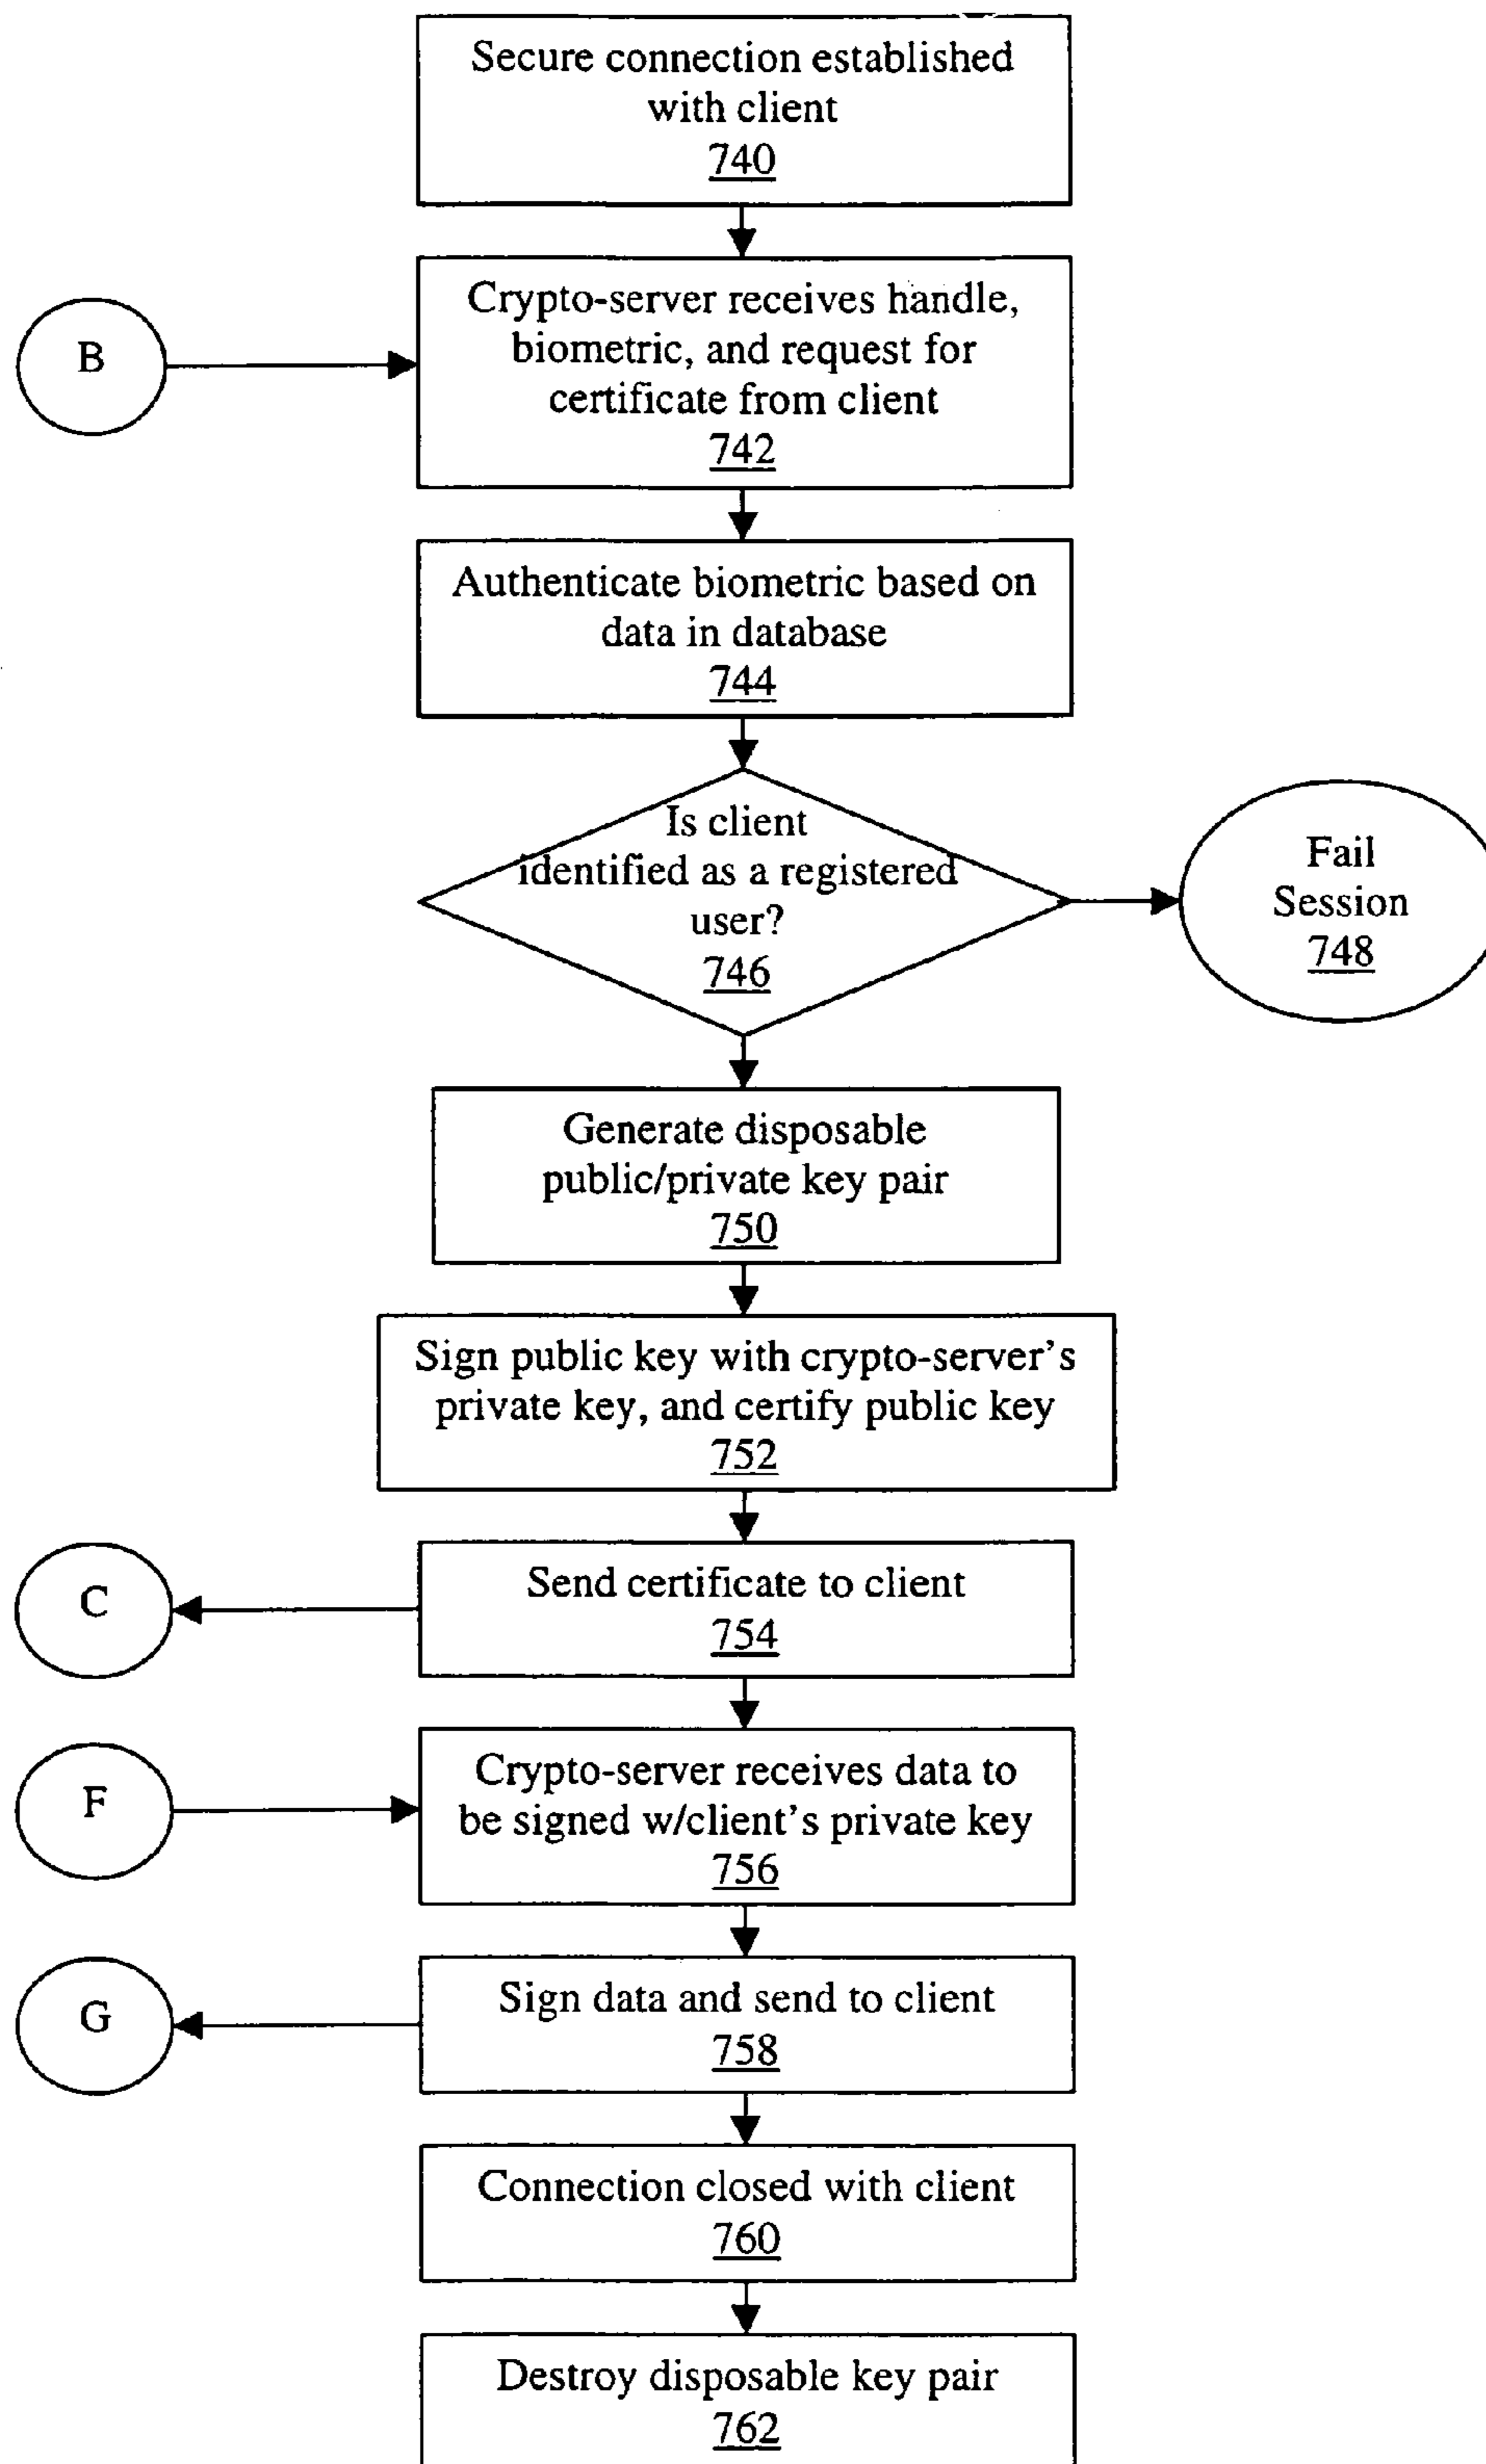 Secure connection established
with client
740
B
Crypto-server receives handle,
biometric, and request for
certificate from client
742
Authenticate biometric based on
data in database
744
Is client
identified as a registered
user?
746
Fail
Session
748
Generate disposable
public/private key pair
750
Sign public key with crypto-server's
private key, and certify public key
752
C
Send certificate to client
754
F
Crypto-server receives data to
be signed w/client's private key
756
G
Sign data and send to client
758
Connection closed with client
760
Destroy disposable key pair
762